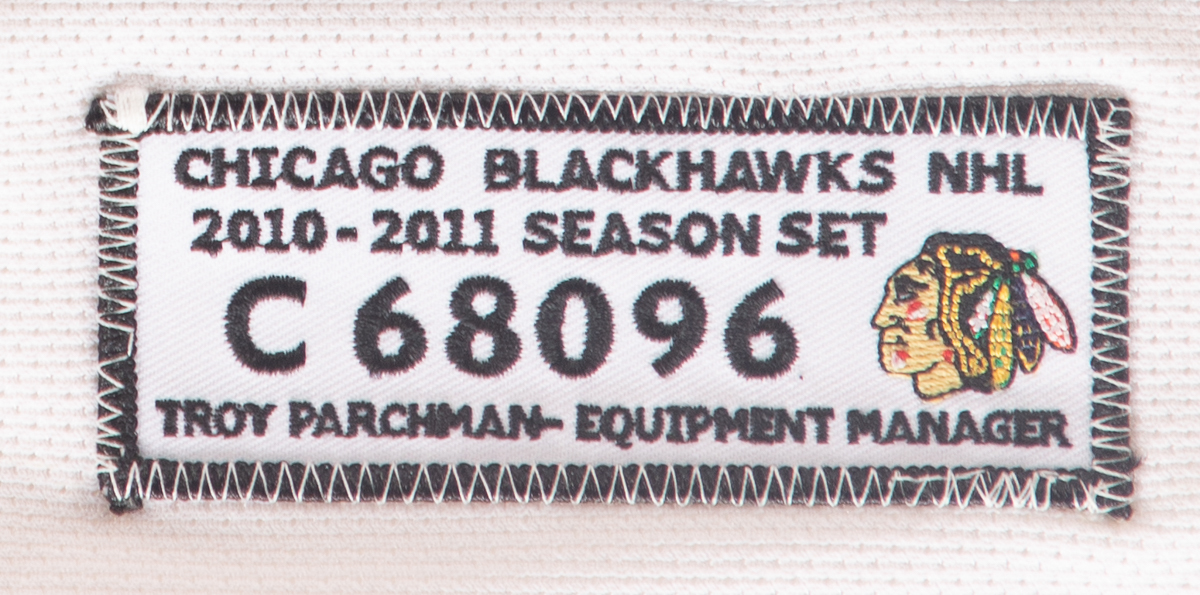 CHICAGO BLACKHAWKS NHL
2010-2011 SEASON SET
C 68096
TROY PARCHMAN- EQUIPMENT MANAGER